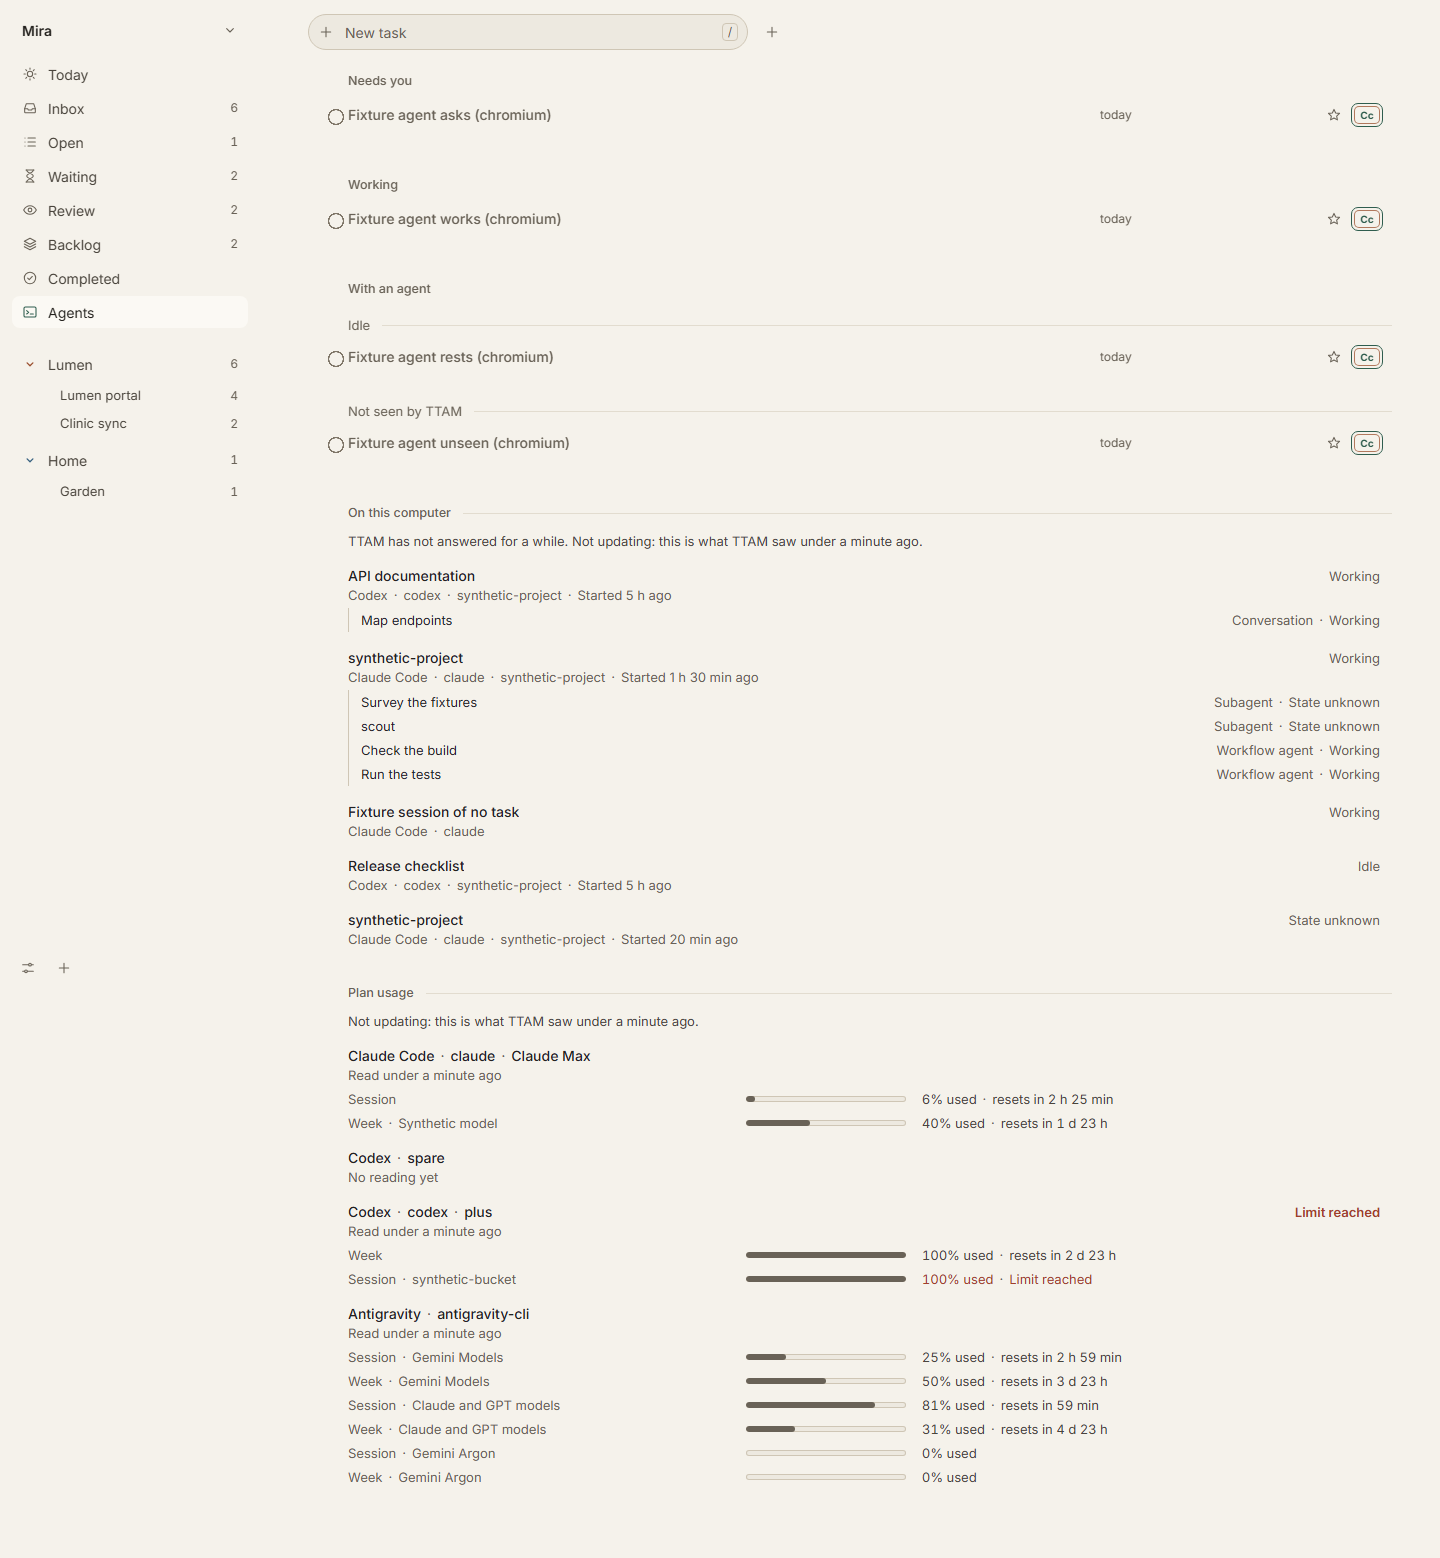 Mira
Today
Inbox 6
Open 1
Waiting 2
Review 2
Backlog 2
Completed
Agents
Lumen 6
Lumen portal 4
Clinic sync 2
Home 1
Garden 1
New task /
Needs you
Fixture agent asks (chromium) today Cc
Working
Fixture agent works (chromium) today Cc
With an agent
Idle
Fixture agent rests (chromium) today Cc
Not seen by TTAM
Fixture agent unseen (chromium) today Cc
On this computer
TTAM has not answered for a while. Not updating: this is what TTAM saw under a minute ago.
API documentation Working
Codex · codex · synthetic-project · Started 5 h ago
Map endpoints Conversation · Working
synthetic-project Working
Claude Code · claude · synthetic-project · Started 1 h 30 min ago
Survey the fixtures Subagent · State unknown
scout Subagent · State unknown
Check the build Workflow agent · Working
Run the tests Workflow agent · Working
Fixture session of no task Working
Claude Code · claude
Release checklist Idle
Codex · codex · synthetic-project · Started 5 h ago
synthetic-project State unknown
Claude Code · claude · synthetic-project · Started 20 min ago
Plan usage
Not updating: this is what TTAM saw under a minute ago.
Claude Code · claude · Claude Max
Read under a minute ago
Session 6% used · resets in 2 h 25 min
Week · Synthetic model 40% used · resets in 1 d 23 h
Codex · spare
No reading yet
Codex · codex · plus Limit reached
Read under a minute ago
Week 100% used · resets in 2 d 23 h
Session · synthetic-bucket 100% used · Limit reached
Antigravity · antigravity-cli
Read under a minute ago
Session · Gemini Models 25% used · resets in 2 h 59 min
Week · Gemini Models 50% used · resets in 3 d 23 h
Session · Claude and GPT models 81% used · resets in 59 min
Week · Claude and GPT models 31% used · resets in 4 d 23 h
Session · Gemini Argon 0% used
Week · Gemini Argon 0% used